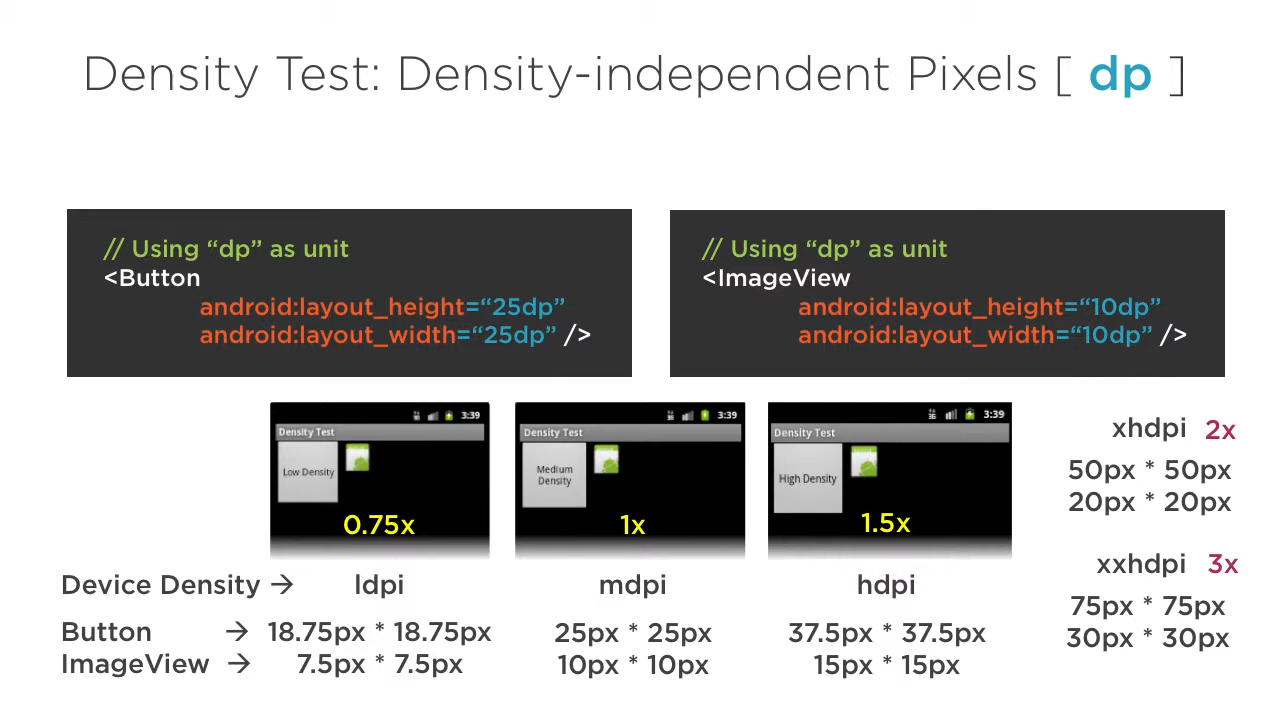 Density Test: Density-independent Pixels [ dp ]
// Using “dp” as unit
<Button
android:layout_height=“25dp”
android:layout_width=“25dp” />
// Using “dp” as unit
<ImageView
android:layout_height=“10dp”
android:layout_width=“10dp” />
3:39
Density Test
Low Density
0.75x
3:39
Density Test
Medium
Density
1x
3:39
Density Test
High Density
1.5x
xhdpi 2x
50px * 50px
20px * 20px
xxhdpi 3x
75px * 75px
30px * 30px
Device Density → ldpi mdpi hdpi
Button → 18.75px * 18.75px 25px * 25px 37.5px * 37.5px
ImageView → 7.5px * 7.5px 10px * 10px 15px * 15px